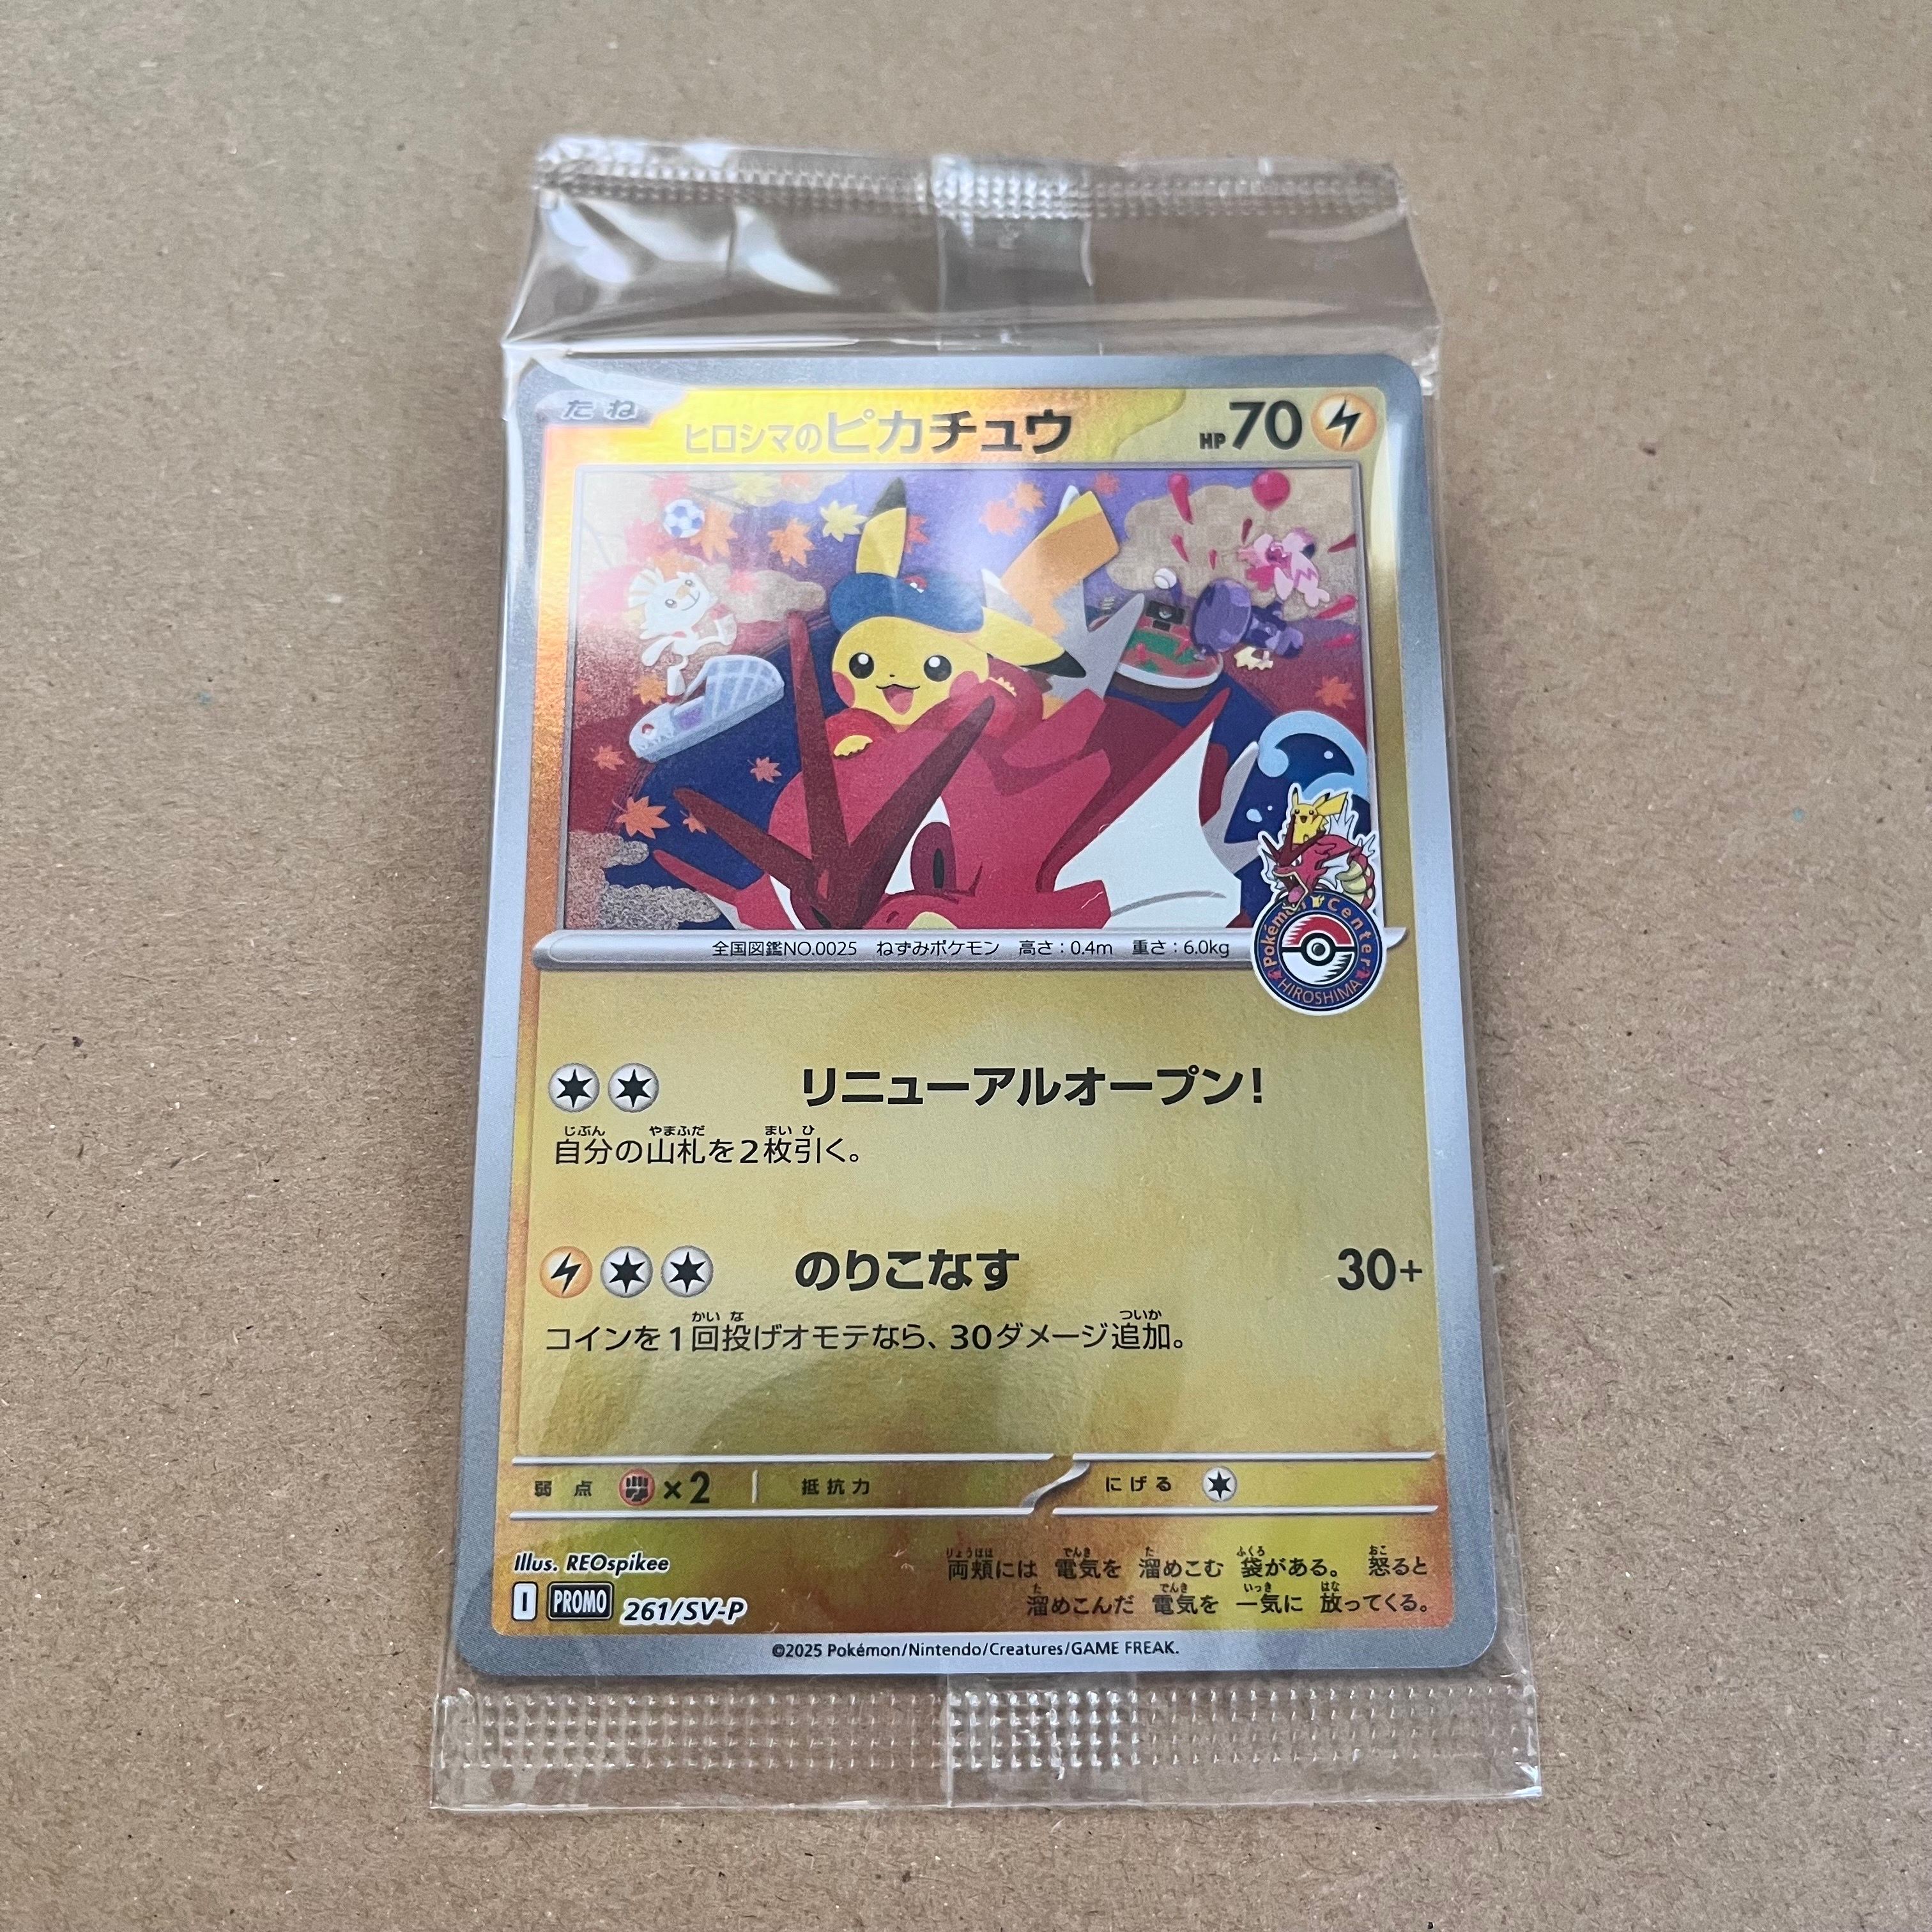 たね
ヒロシマのピカチュウ
HP 70
Pokémon Center
HIROSHIMA
全国図鑑NO.0025 ねずみポケモン 高さ：0.4m 重さ：6.0kg
リニューアルオープン！
自分の山札を2枚引く。
のりこなす 30+
コインを1回投げオモテなら、30ダメージ追加。
弱点 ×2 抵抗力 にげる
Illus. REOspikee
両頬には 電気を 溜めこむ 袋がある。 怒ると
溜めこんだ 電気を 一気に 放ってくる。
I PROMO 261/SV-P
©2025 Pokémon/Nintendo/Creatures/GAME FREAK.